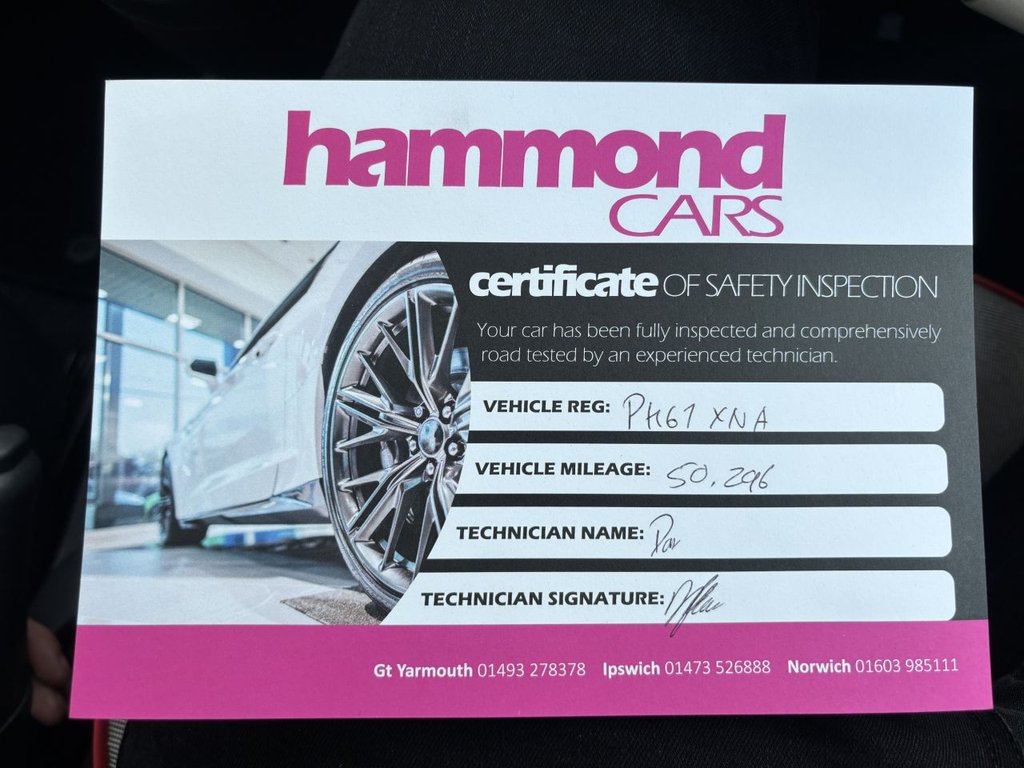 hammond
CARS
certificate OF SAFETY INSPECTION
Your car has been fully inspected and comprehensively
road tested by an experienced technician.
VEHICLE REG: PH67 XNA
VEHICLE MILEAGE: 50,296
TECHNICIAN NAME:
TECHNICIAN SIGNATURE:
Gt Yarmouth 01493 278378 Ipswich 01473 526888 Norwich 01603 985111